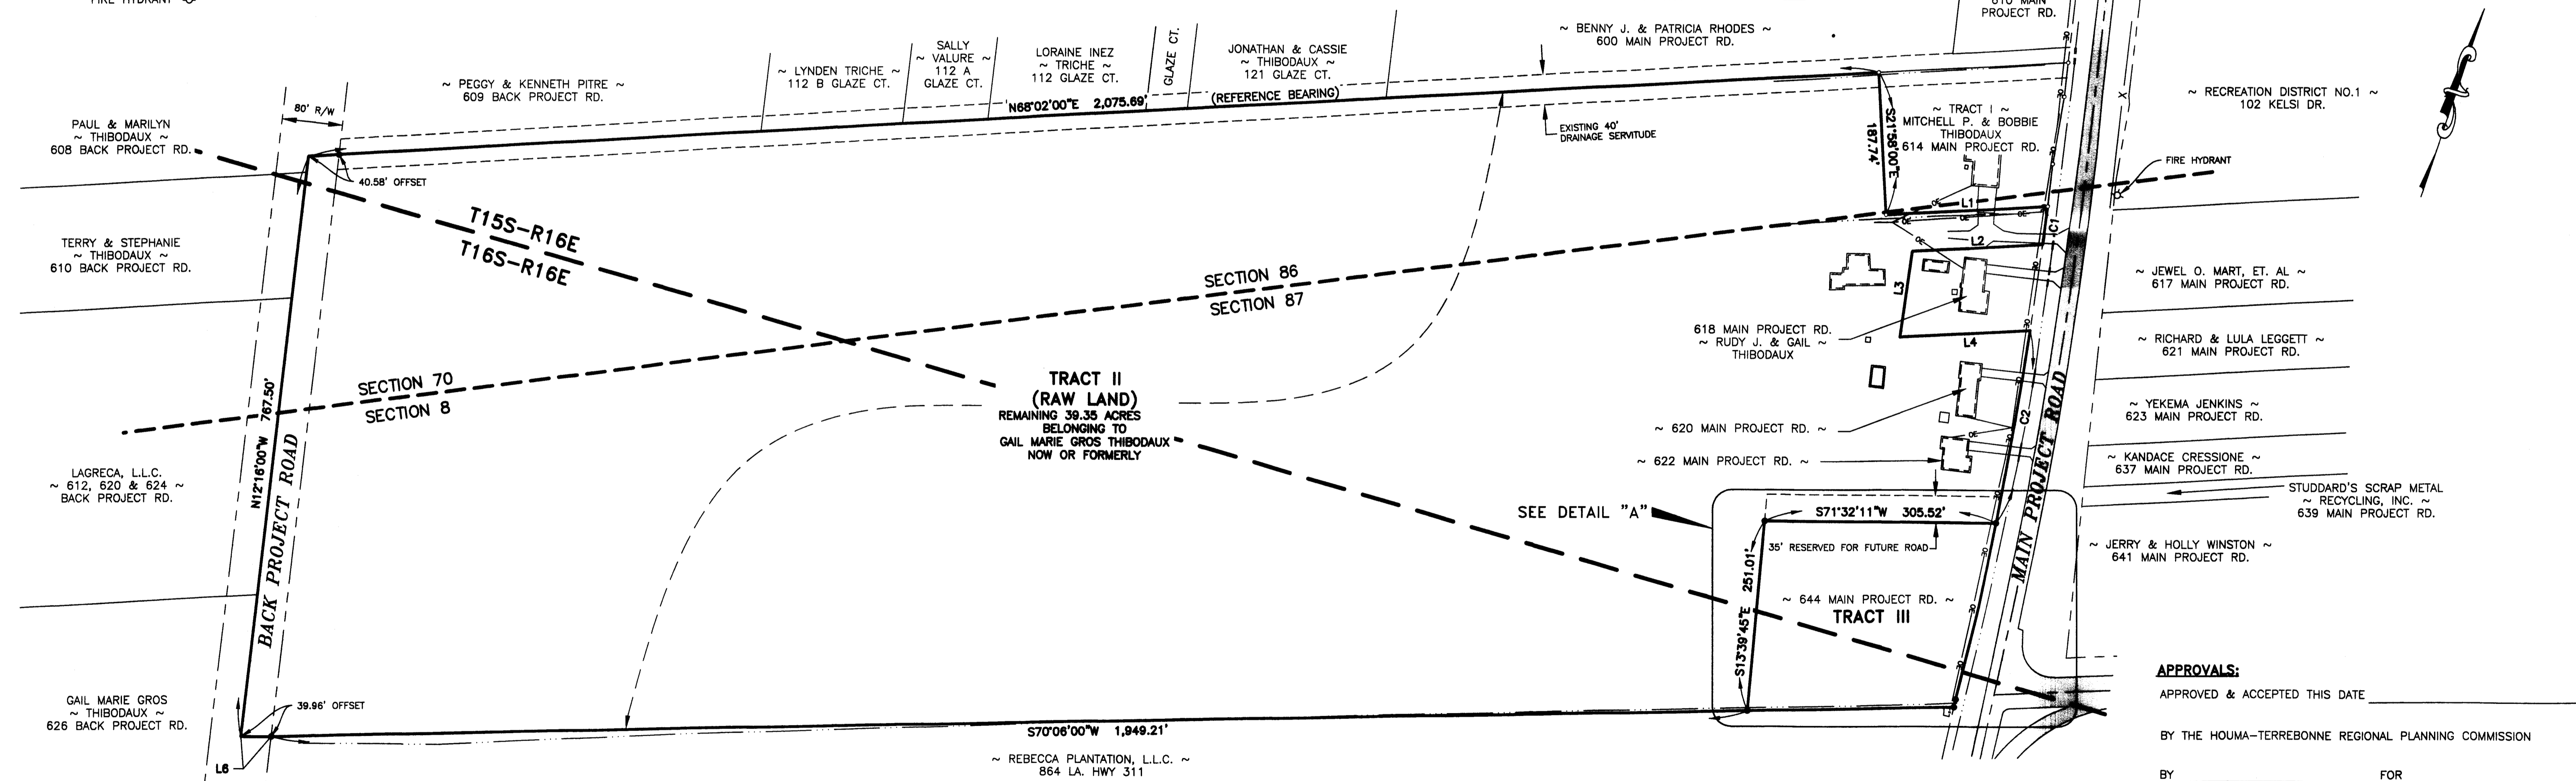 FIRE HYDRANT
610 MAIN
PROJECT RD.
~ PEGGY & KENNETH PITRE ~
609 BACK PROJECT RD.
~ LYNDEN TRICHE ~
112 B GLAZE CT.
SALLY
~ VALURE ~
112 A
GLAZE CT.
LORAINE INEZ
~ TRICHE ~
112 GLAZE CT.
GLAZE CT.
JONATHAN & CASSIE
~ THIBODAUX ~
121 GLAZE CT.
~ BENNY J. & PATRICIA RHODES ~
600 MAIN PROJECT RD.
~ RECREATION DISTRICT NO.1 ~
102 KELSI DR.
80' R/W
N68°02'00"E 2,075.69'
(REFERENCE BEARING)
EXISTING 40'
DRAINAGE SERVITUDE
S21°58'00"E
187.74'
~ TRACT I ~
MITCHELL P. & BOBBIE
THIBODAUX
614 MAIN PROJECT RD.
FIRE HYDRANT
PAUL & MARILYN
~ THIBODAUX ~
608 BACK PROJECT RD.
40.58' OFFSET
T15S-R16E
T16S-R16E
L1
C1
L2
L3
L4
TERRY & STEPHANIE
~ THIBODAUX ~
610 BACK PROJECT RD.
SECTION 86
SECTION 87
~ JEWEL O. MART, ET. AL ~
617 MAIN PROJECT RD.
618 MAIN PROJECT RD.
~ RUDY J. & GAIL ~
THIBODAUX
~ RICHARD & LULA LEGGETT ~
621 MAIN PROJECT RD.
SECTION 70
SECTION 8
TRACT II
(RAW LAND)
REMAINING 39.35 ACRES
BELONGING TO
GAIL MARIE GROS THIBODAUX
NOW OR FORMERLY
C2
~ YEKEMA JENKINS ~
623 MAIN PROJECT RD.
N12°16'00"W 767.50'
BACK PROJECT ROAD
MAIN PROJECT ROAD
~ 620 MAIN PROJECT RD. ~
~ 622 MAIN PROJECT RD. ~
~ KANDACE CRESSIONE ~
637 MAIN PROJECT RD.
LAGRECA, L.L.C.
~ 612, 620 & 624 ~
BACK PROJECT RD.
STUDDARD'S SCRAP METAL
~ RECYCLING, INC. ~
639 MAIN PROJECT RD.
SEE DETAIL "A"
S71°32'11"W 305.52'
35' RESERVED FOR FUTURE ROAD
~ JERRY & HOLLY WINSTON ~
641 MAIN PROJECT RD.
S13°39'45"E 251.01'
~ 644 MAIN PROJECT RD. ~
TRACT III
GAIL MARIE GROS
~ THIBODAUX ~
626 BACK PROJECT RD.
39.96' OFFSET
L6
S70°06'00"W 1,949.21'
~ REBECCA PLANTATION, L.L.C. ~
864 LA. HWY 311
APPROVALS:
APPROVED & ACCEPTED THIS DATE
BY THE HOUMA-TERREBONNE REGIONAL PLANNING COMMISSION
BY FOR